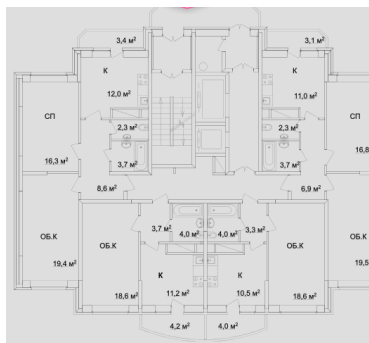 3,4 м²
3,1 м²
К
К
12,0 м²
11,0 м²
СП
СП
2,3 м²
2,3 м²
16,3 м²
3,7 м²
3,7 м²
16,8
8,6 м²
6,9 м²
3,7 м²
3,3 м²
ОБ.К
ОБ.К
4,0 м²
4,0 м²
ОБ.К
ОБ.К
19,4 м²
19,5
К
К
18,6 м²
11,2 м²
10,5 м²
18,6 м²
4,2 м²
4,0 м²